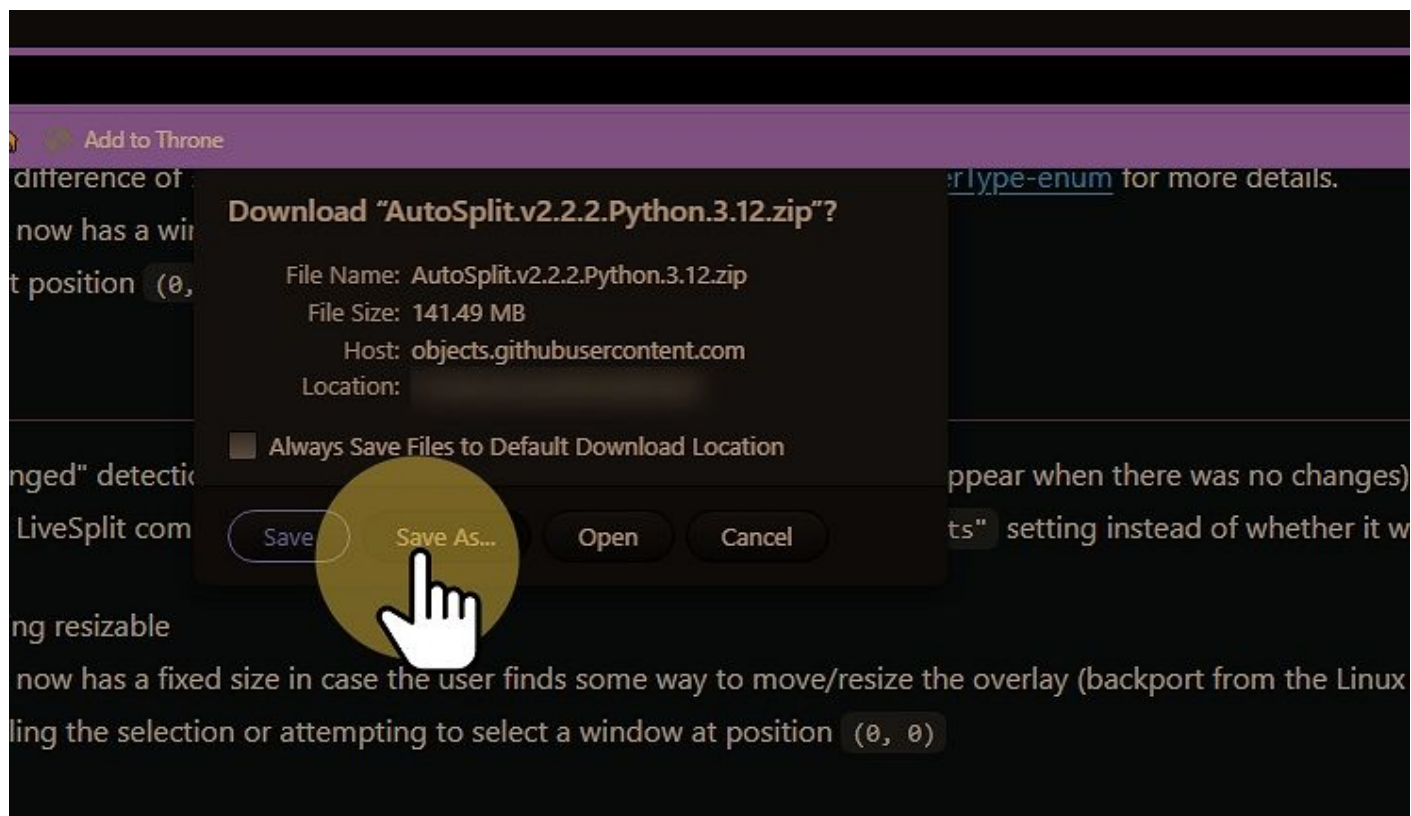 Add to Throne
difference of
erType-enum for more details.
Download “AutoSplit.v2.2.2.Python.3.12.zip”?
now has a wi
File Name: AutoSplit.v2.2.2.Python.3.12.zip
t position (0,
File Size: 141.49 MB
Host: objects.githubusercontent.com
Location:
Always Save Files to Default Download Location
nged" detectio
ppear when there was no changes)
LiveSplit com
ts" setting instead of whether it w
Save
Save As...
Open
Cancel
ng resizable
now has a fixed size in case the user finds some way to move/resize the overlay (backport from the Linux
ling the selection or attempting to select a window at position (0, 0)